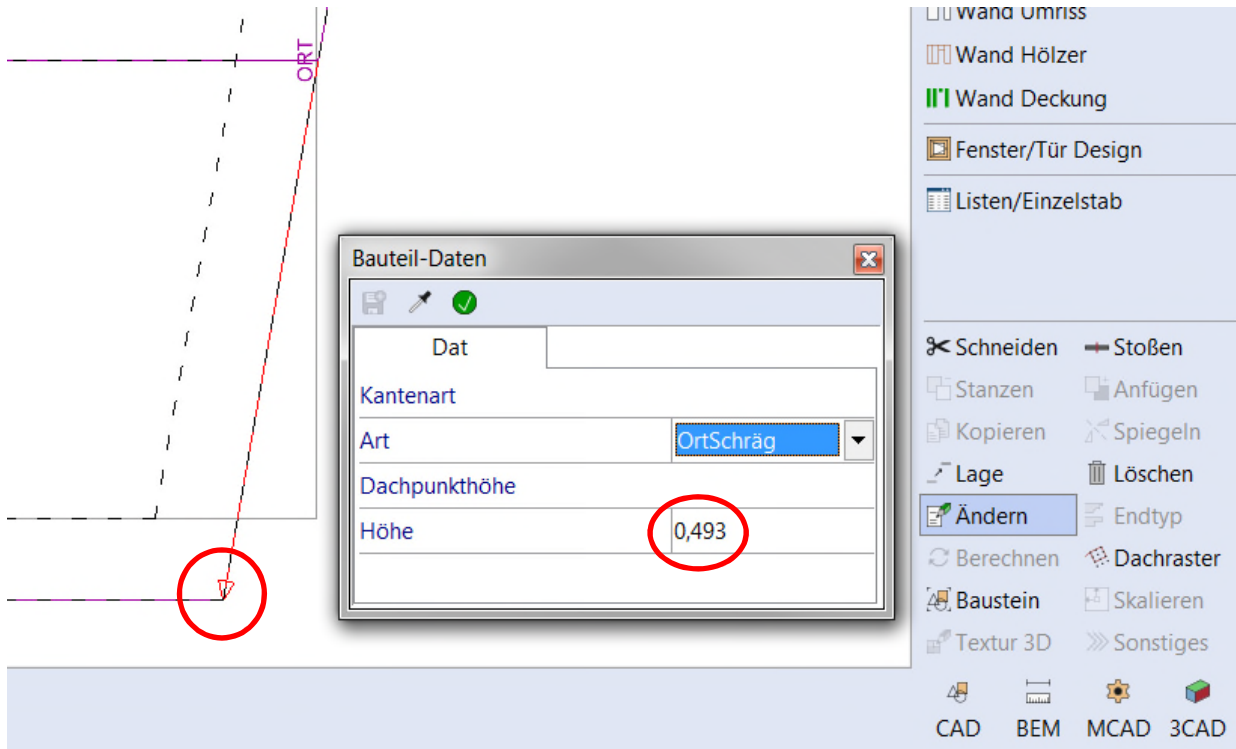 Wand Umriss
ORT
Wand Hölzer
Wand Deckung
Fenster/Tür Design
Listen/Einzelstab
Bauteil-Daten
Dat
Kantenart
Art OrtSchräg
Dachpunkthöhe
Höhe 0,493
Schneiden Stoßen
Stanzen Anfügen
Kopieren Spiegeln
Lage Löschen
Ändern Endtyp
Berechnen Dachraster
Baustein Skalieren
Textur 3D Sonstiges
CAD BEM MCAD 3CAD